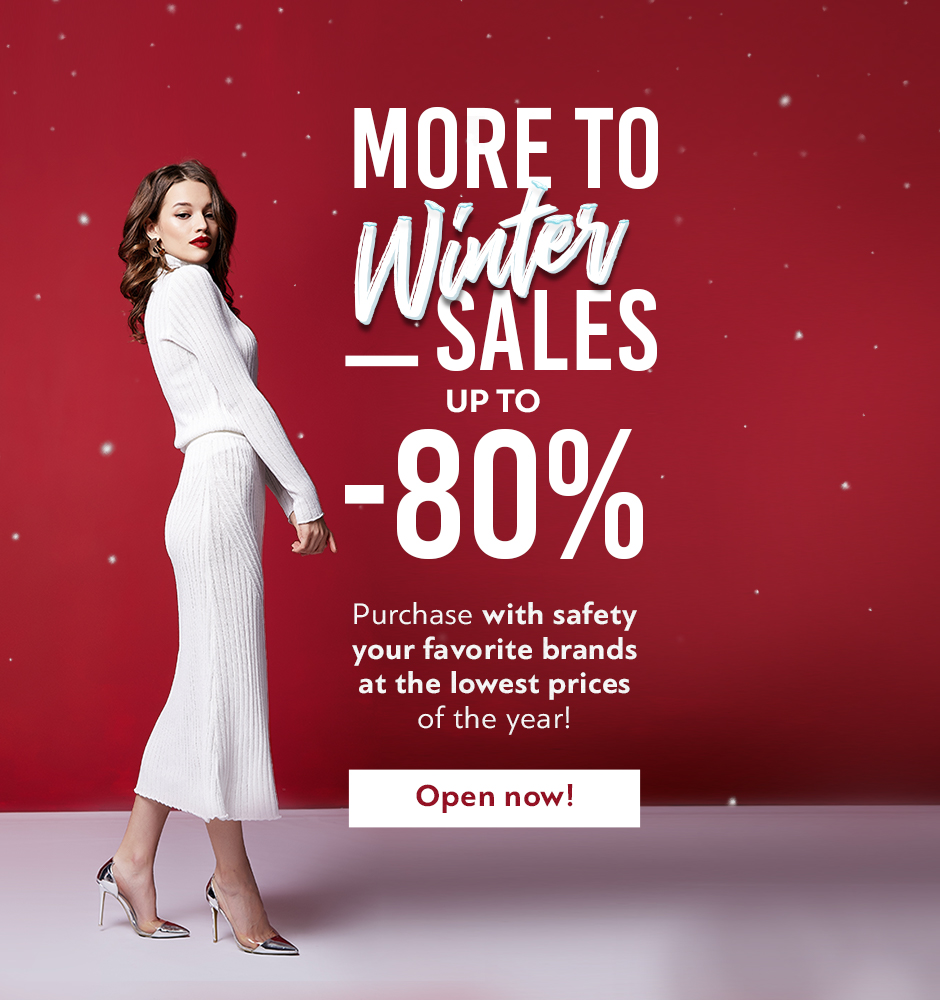 MORE TO
Winter
SALES
UP TO
-80%
Purchase with safety
your favorite brands
at the lowest prices
of the year!
Open now!